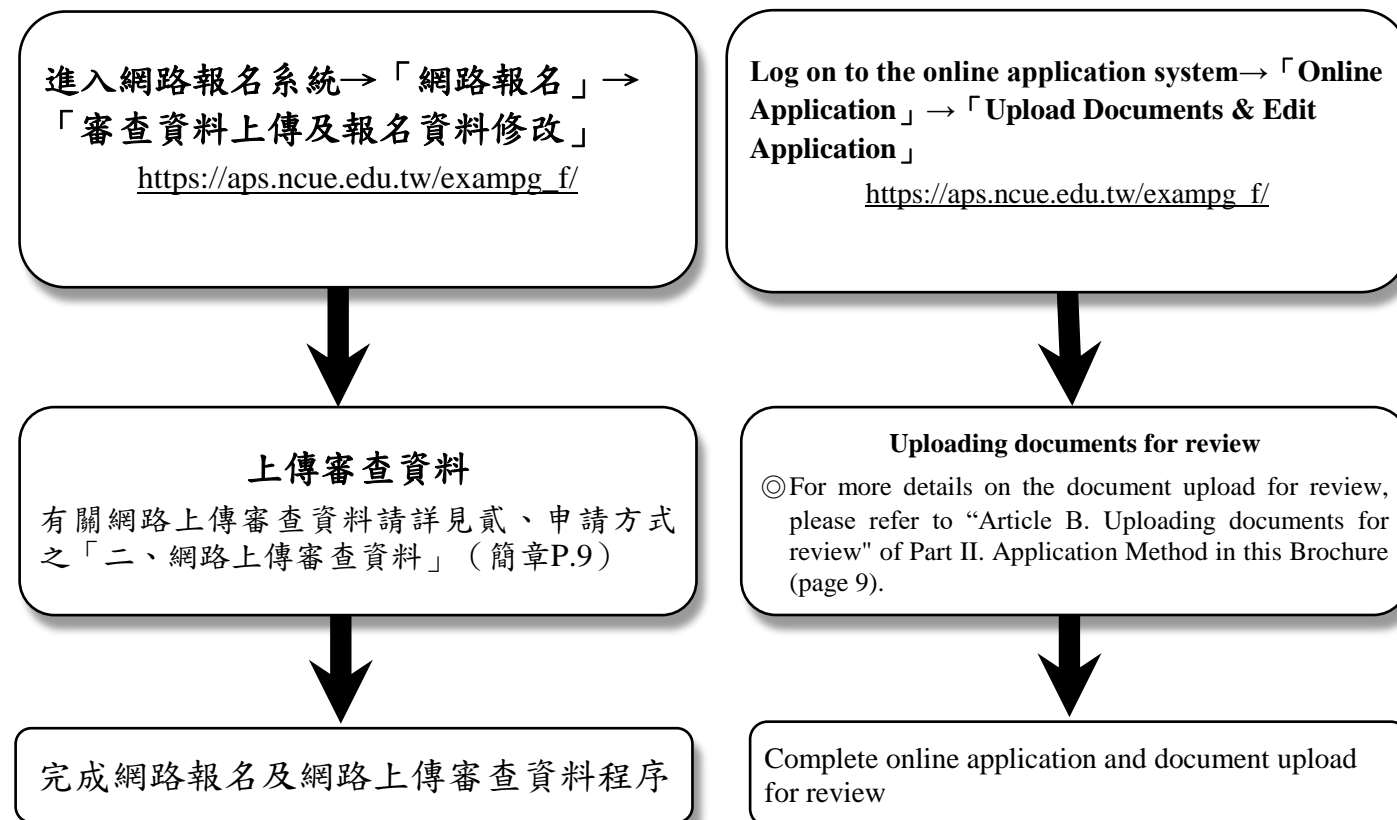 進入網路報名系統→「網路報名」→
「審查資料上傳及報名資料修改」
https://aps.ncue.edu.tw/exampg_f/
上傳審查資料
有關網路上傳審查資料請詳見貳、申請方式
之「二、網路上傳審查資料」（簡章P.9）
完成網路報名及網路上傳審查資料程序
Log on to the online application system→「Online
Application」→「Upload Documents & Edit
Application」
https://aps.ncue.edu.tw/exampg_f/
Uploading documents for review
◎For more details on the document upload for review,
please refer to “Article B. Uploading documents for
review" of Part II. Application Method in this Brochure
(page 9).
Complete online application and document upload
for review